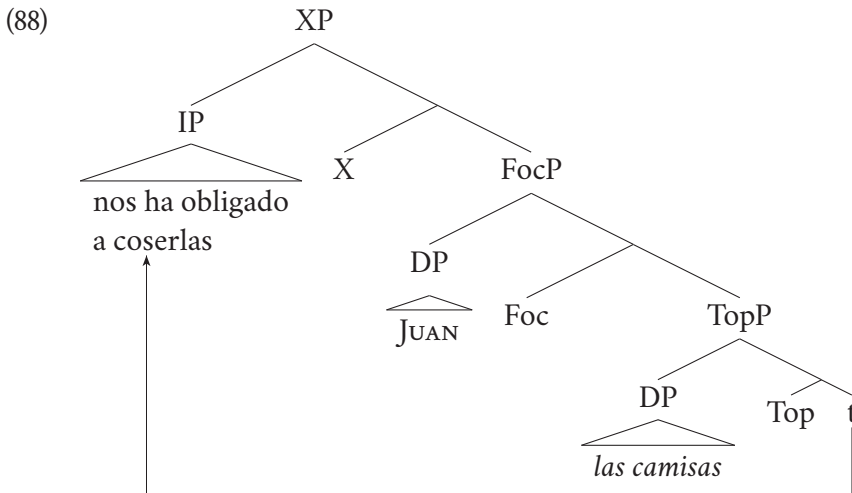 (88)
XP
IP
X
FocP
nos ha obligado
a coserlas
DP
Foc
TopP
Juan
DP
Top
t
las camisas